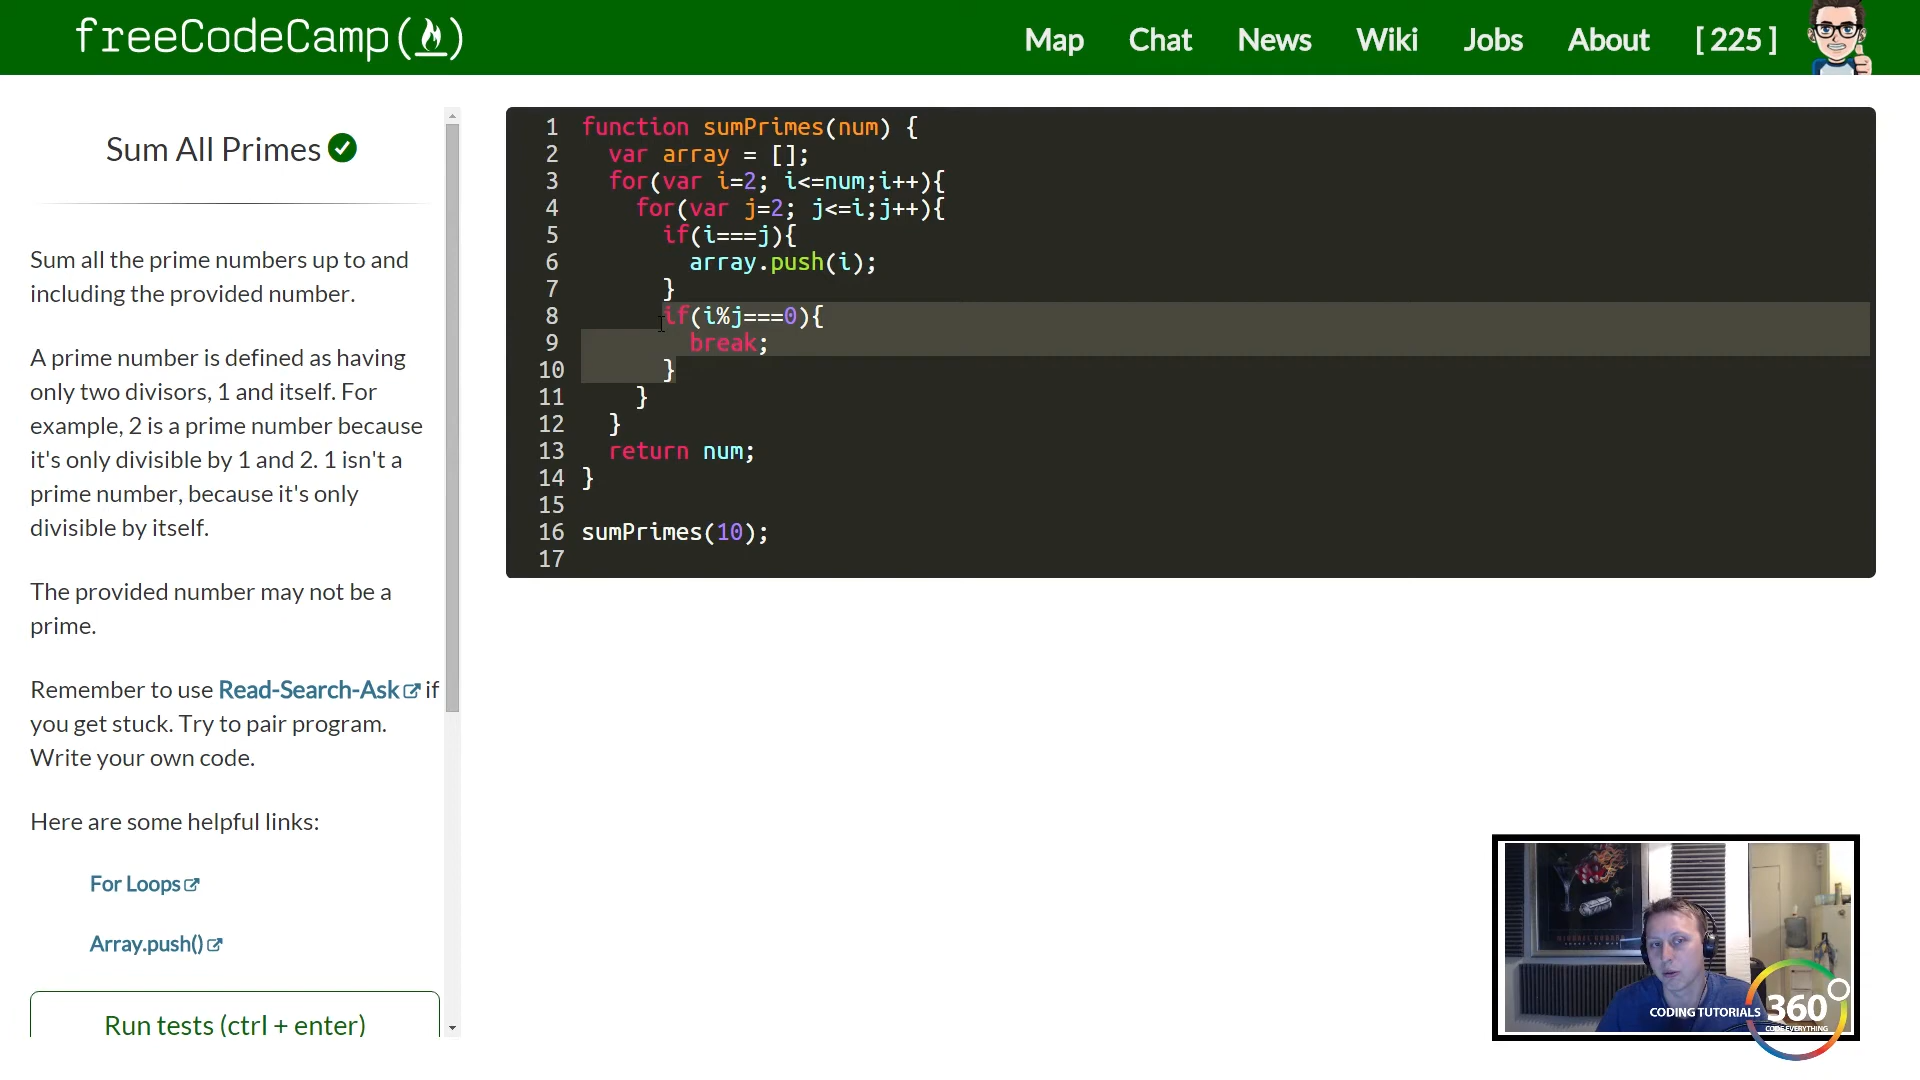 freeCodeCamp(🔥)
Map Chat News Wiki Jobs About [ 225 ]
Sum All Primes
Sum all the prime numbers up to and
including the provided number.
A prime number is defined as having
only two divisors, 1 and itself. For
example, 2 is a prime number because
it's only divisible by 1 and 2. 1 isn't a
prime number, because it's only
divisible by itself.
The provided number may not be a
prime.
Remember to use Read-Search-Ask if
you get stuck. Try to pair program.
Write your own code.
Here are some helpful links:
For Loops
Array.push()
Run tests (ctrl + enter)
1 function sumPrimes(num) {
2   var array = [];
3   for(var i=2; i<=num;i++){
4     for(var j=2; j<=i;j++){
5       if(i===j){
6         array.push(i);
7       }
8       if(i%j===0){
9         break;
10       }
11     }
12   }
13   return num;
14 }
15
16 sumPrimes(10);
17
CODING TUTORIALS 360
CODE EVERYTHING